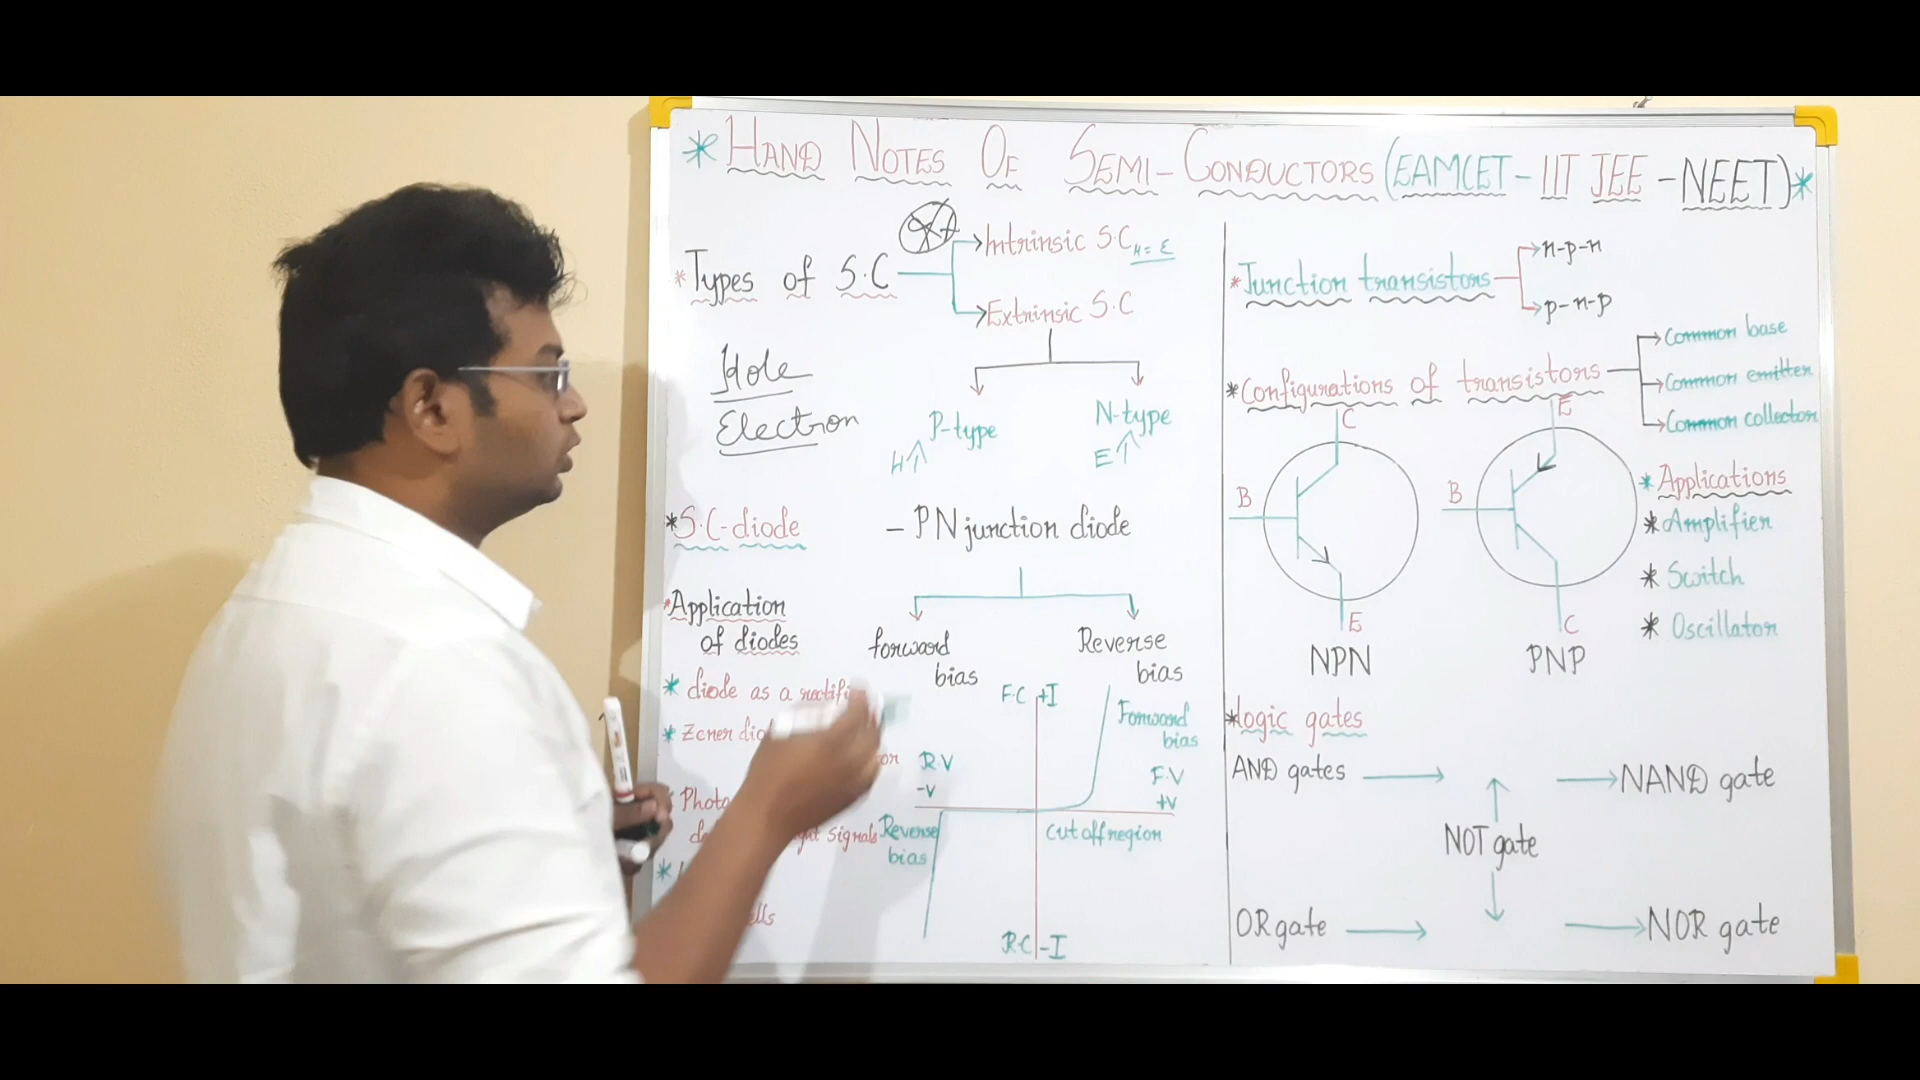 *HAND NOTES OF SEMI-CONDUCTORS (EAMCET-IIT JEE-NEET)*
*Types of S.C
Intrinsic S.C H=E
Extrinsic S.C
Hole
Electron
P-type
H
N-type
E
*S.C-diode
- PN junction diode
*Application
of diodes
forward
bias
Reverse
bias
* diode as a
* Zener
or
Photo
Signals
F.C +I
Forward
bias
R.V
-V
F.V
+V
Reverse
bias
Cut off region
R.C -I
*Junction transistors
n-p-n
p-n-p
*Configurations of transistors
Common base
Common emitter
Common collector
C
B
E
NPN
E
B
C
PNP
* Applications
* Amplifier
* Switch
* Oscillator
*logic gates
AND gates
NAND gate
NOT gate
OR gate
NOR gate